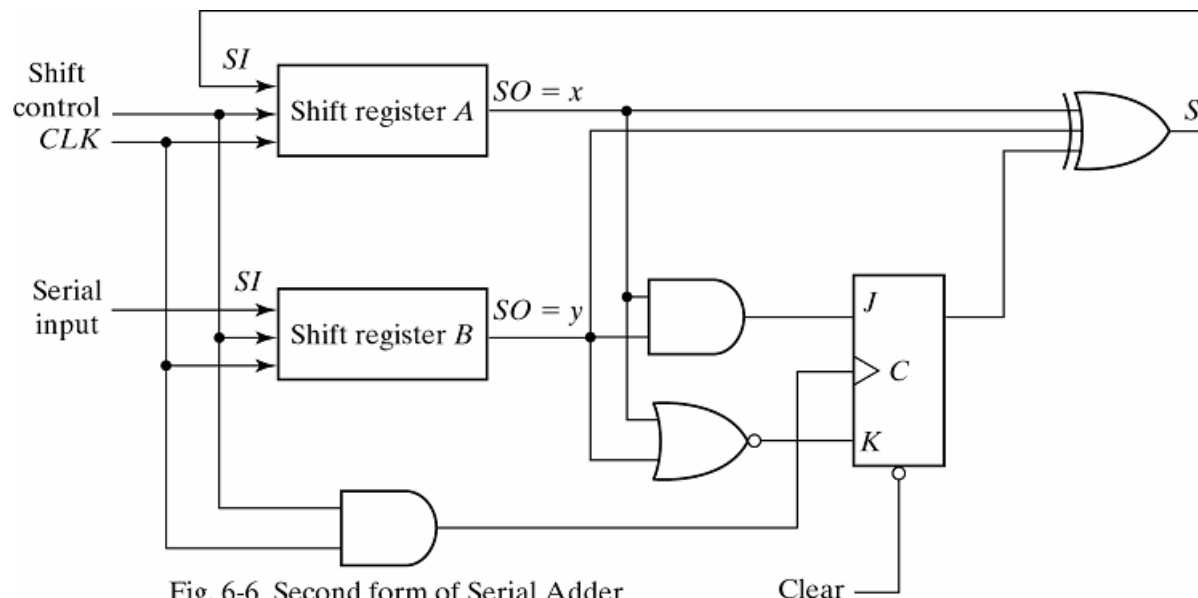 SI
Shift
control
CLK
Shift register A
SO = x
S
Serial
input
SI
Shift register B
SO = y
J
C
K
Clear
Fig. 6-6 Second form of Serial Adder